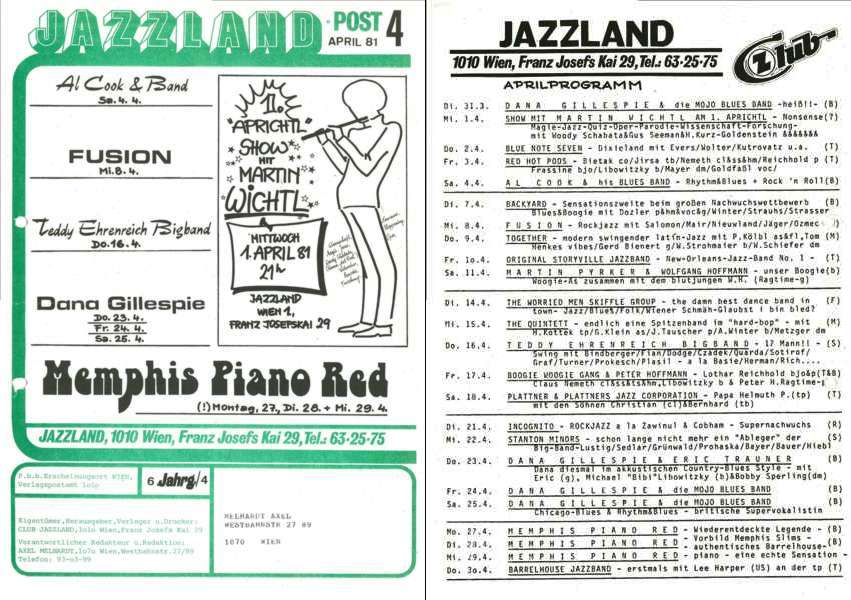 JAZZLAND
-POST 4
APRIL 81
Al Cook & Band
Sa. 4. 4.
FUSION
Mi. 8. 4.
Teddy Ehrenreich Bigband
Do. 16. 4.
Dana Gillespie
Do. 23. 4.
Fr. 24. 4.
Sa. 25. 4.
11.
"APRICHTL"
SHOW
MIT
MARTIN
WICHTL
MITTWOCH
1. APRIL 81
21h
JAZZLAND
WIEN 1,
FRANZ JOSEFSKAI 29
Memphis Piano Red
(!) Montag, 27., Di. 28. + Mi. 29. 4.
JAZZLAND, 1010 Wien, Franz Josefs Kai 29, Tel.: 63·25·75
P.b.b. Erscheinungsort WIEN,
Verlagspostamt 1010
6 Jahrg/4
Eigentümer, Herausgeber, Verleger u. Drucker:
CLUB JAZZLAND, 1010 Wien, Franz Josefs Kai 29
Verantwortlicher Redakteur u. Redaktion:
AXEL MELHARDT, 1070 Wien, Westbahnstr. 27/89
Telefon: 93-03-89
MELHARDT AXEL
WESTBAHNSTR 27 89
1070 WIEN
JAZZLAND
1010 Wien, Franz Josefs Kai 29, Tel.: 63·25·75
Z Club
APRILPROGRAMM
Di. 31.3. DANA GILLESPIE & die MOJO BLUES BAND -heiß!!- (B)
Mi. 1.4. SHOW MIT MARTIN WICHTL AM 1. APRICHTL - Nonsense(?)
Magie-Jazz-Quiz-Oper-Parodie-Wissenschaft-Forschung-
mit Woody Schabata&Gus Seeman&H.Kurz-Goldenstein &&&&&&&
Do. 2.4. BLUE NOTE SEVEN - Dixieland mit Evers/Wolter/Kutrovatz u.a. (T)
Fr. 3.4. RED HOT PODS - Bietak co/Jirsa tb/Nemeth cl&ss&hm/Reichhold p (T)
Frassine bjo/Libowitzky b/Mayer dm/Goldfaßl voc/
Sa. 4.4. AL COOK & his BLUES BAND - Rhythm&Blues + Rock 'n Roll(B)
Di. 7.4. BACKYARD - Sensationszweite beim großen Nachwuchswettbewerb (B)
Blues&Boogie mit Dozler p&hm&voc&g/Winter/Strauhs/Strasser
Mi. 8.4. FUSION - Rockjazz mit Salomon/Mair/Nieuwland/Jäger/Ozmec
Do. 9.4. TOGETHER - modern swingender latin-Jazz mit P.Kölbl as&fl,Tom (M)
Henkes vibes/Gerd Bienert g/W.Strohmaier b/W.Schiefer dm
Fr. 10.4. ORIGINAL STORYVILLE JAZZBAND - New-Orleans-Jazz-Band No. 1 - (T)
Sa. 11.4. MARTIN PYRKER & WOLFGANG HOFFMANN - unser Boogie(b)
Woogie-As zusammen mit dem blutjungen W.H. (Ragtime-g)
Di. 14.4. THE WORRIED MEN SKIFFLE GROUP - the damn best dance band in (F)
town- Jazz/Blues/Folk/Wiener Schmäh-Glaubst i bin bled?
Mi. 15.4. THE QUINTETT - endlich eine Spitzenband im "hard-bop" - mit (M)
H.Kottek tp/G.Klein as/J.Tauscher p/A.Winter b/Metzger dm
Do. 16.4. TEDDY EHRENREICH BIGBAND - 17 Mann!! - (S)
Swing mit Bindberger/Fian/Dodge/Czadek/Quarda/Sotirof/
Graf/Turner/Prokesch/Plasil - a la Basie/Herman/Rich....
Fr. 17.4. BOOGIE WOOGIE GANG & PETER HOFFMANN - Lothar Reichhold bjo&p(T&B)
Claus Nemeth cl&ss&ts&hm,Libowitzky b & Peter H.Ragtime-g
Sa. 18.4. PLATTNER & PLATTNERS JAZZ CORPORATION - Papa Helmuth P.(tp) (T)
mit den Söhnen Christian (cl)&Bernhard (tb)
Di. 21.4. INCOGNITO - ROCKJAZZ a la Zawinul & Cobham - Supernachwuchs (R)
Mi. 22.4. STANTON MINORS - schon lange nicht mehr ein "Ableger" der (S)
Big-Band-Lustig/Sedlar/Grünwald/Prohaska/Bayer/Bauer/Hiebl
Do. 23.4. DANA GILLESPIE & ERIC TRAUNER (B)
Dana diesmal im akkustischen Country-Blues Style - mit
Eric (g), Michael "Bibi"Libowitzky (b)&Bobby Sperling(dm)
Fr. 24.4. DANA GILLESPIE & die MOJO BLUES BAND (B)
Sa. 25.4. DANA GILLESPIE & die MOJO BLUES BAND (B)
Chicago-Blues & Rhythm&Blues - britische Supervokalistin
Mo. 27.4. MEMPHIS PIANO RED - Wiederentdeckte Legende - (B)
Di. 28.4. MEMPHIS PIANO RED - Vorbild Memphis Slims - (B)
- authentisches Barrelhouse-
Mi. 29.4. MEMPHIS PIANO RED - piano - eine echte Sensation - (B)
Do. 30.4. BARRELHOUSE JAZZBAND - erstmals mit Lee Harper (US) an der tp (T)